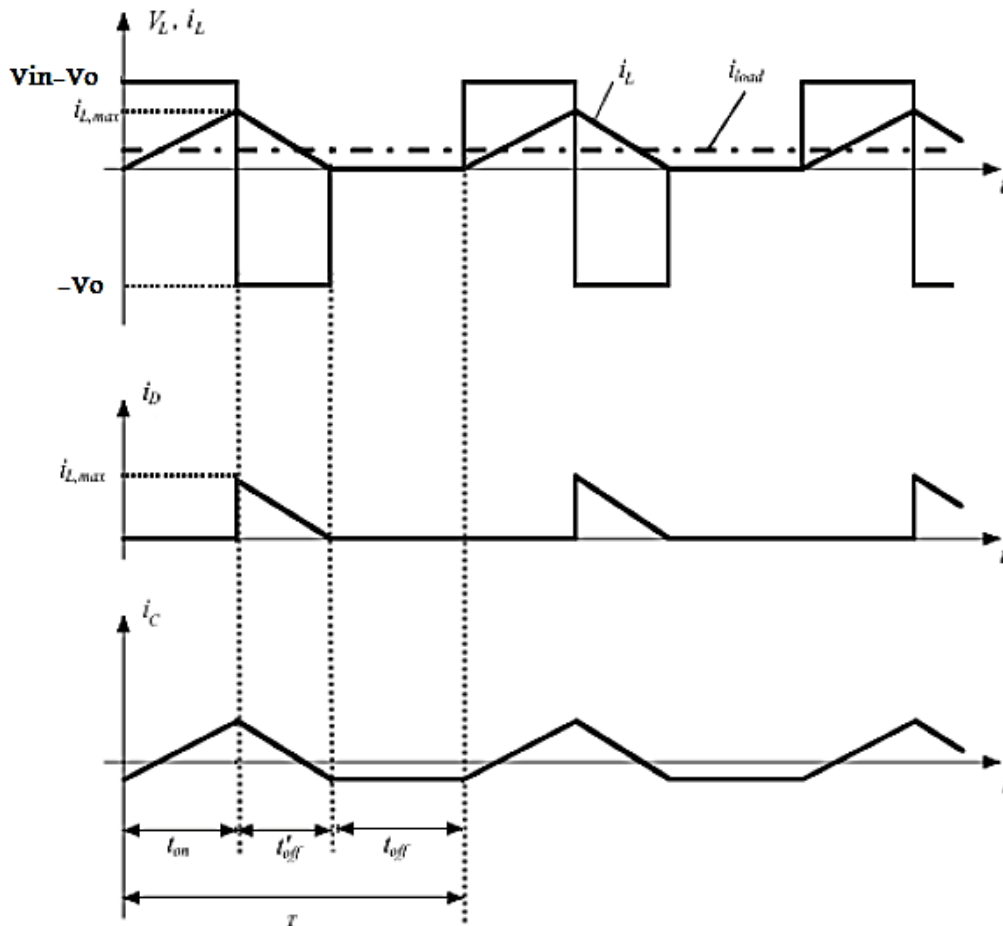 V_L , i_L
Vin–Vo
i_L,max
i_L
i_load
–Vo
i_D
i_L,max
i_C
t_on
t'_off
t_off